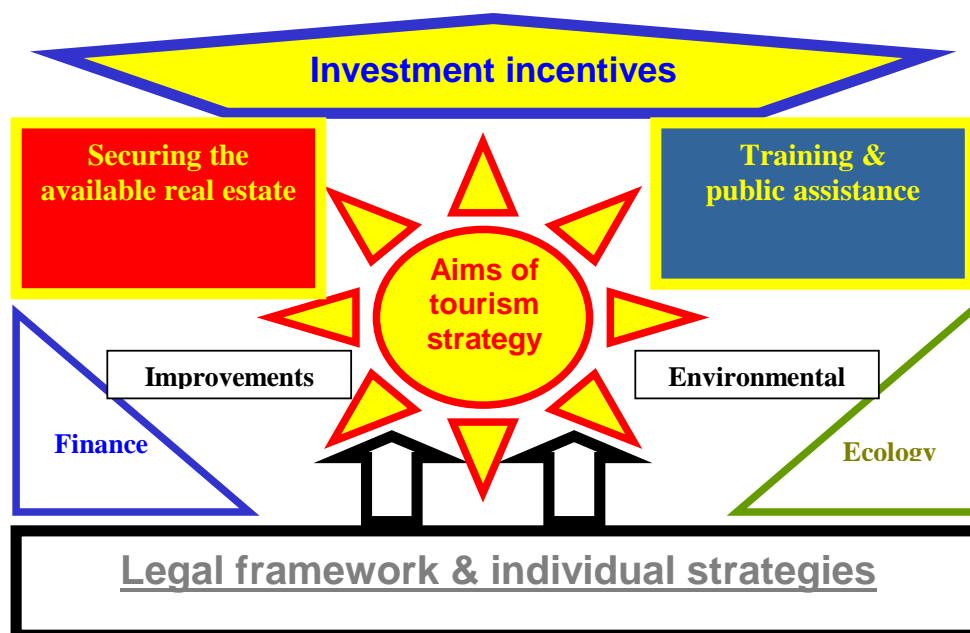 Investment incentives
Securing the
available real estate
Training &
public assistance
Aims of
tourism
strategy
Improvements
Environmental
Finance
Ecology
Legal framework & individual strategies